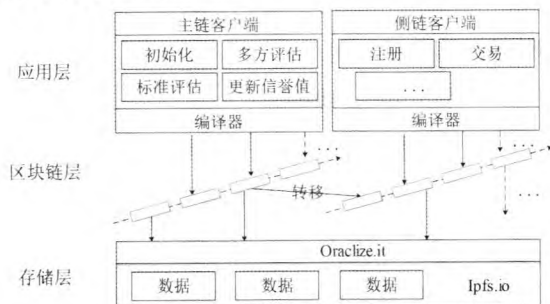 主链客户端 侧链客户端
应用层 初始化 多方评估 注册 交易
标准评估 更新信誉值 ...
编译器 编译器
... ...
区块链层
转移
...
Oraclize.it
存储层 数据 数据 数据 Ipfs.io